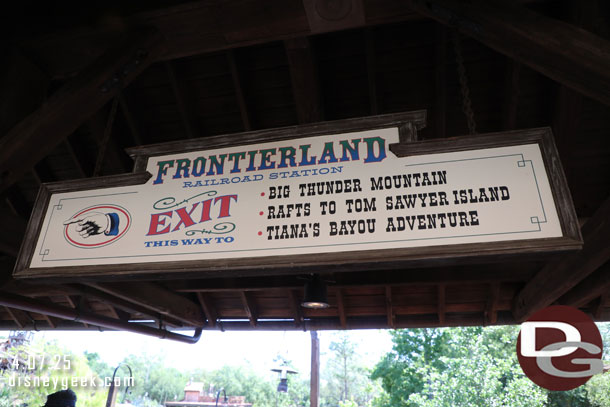 FRONTIERLAND
RAILROAD STATION
EXIT
THIS WAY TO
• BIG THUNDER MOUNTAIN
• RAFTS TO TOM SAWYER ISLAND
• TIANA'S BAYOU ADVENTURE
4.07.25
disneygeek.com
DG